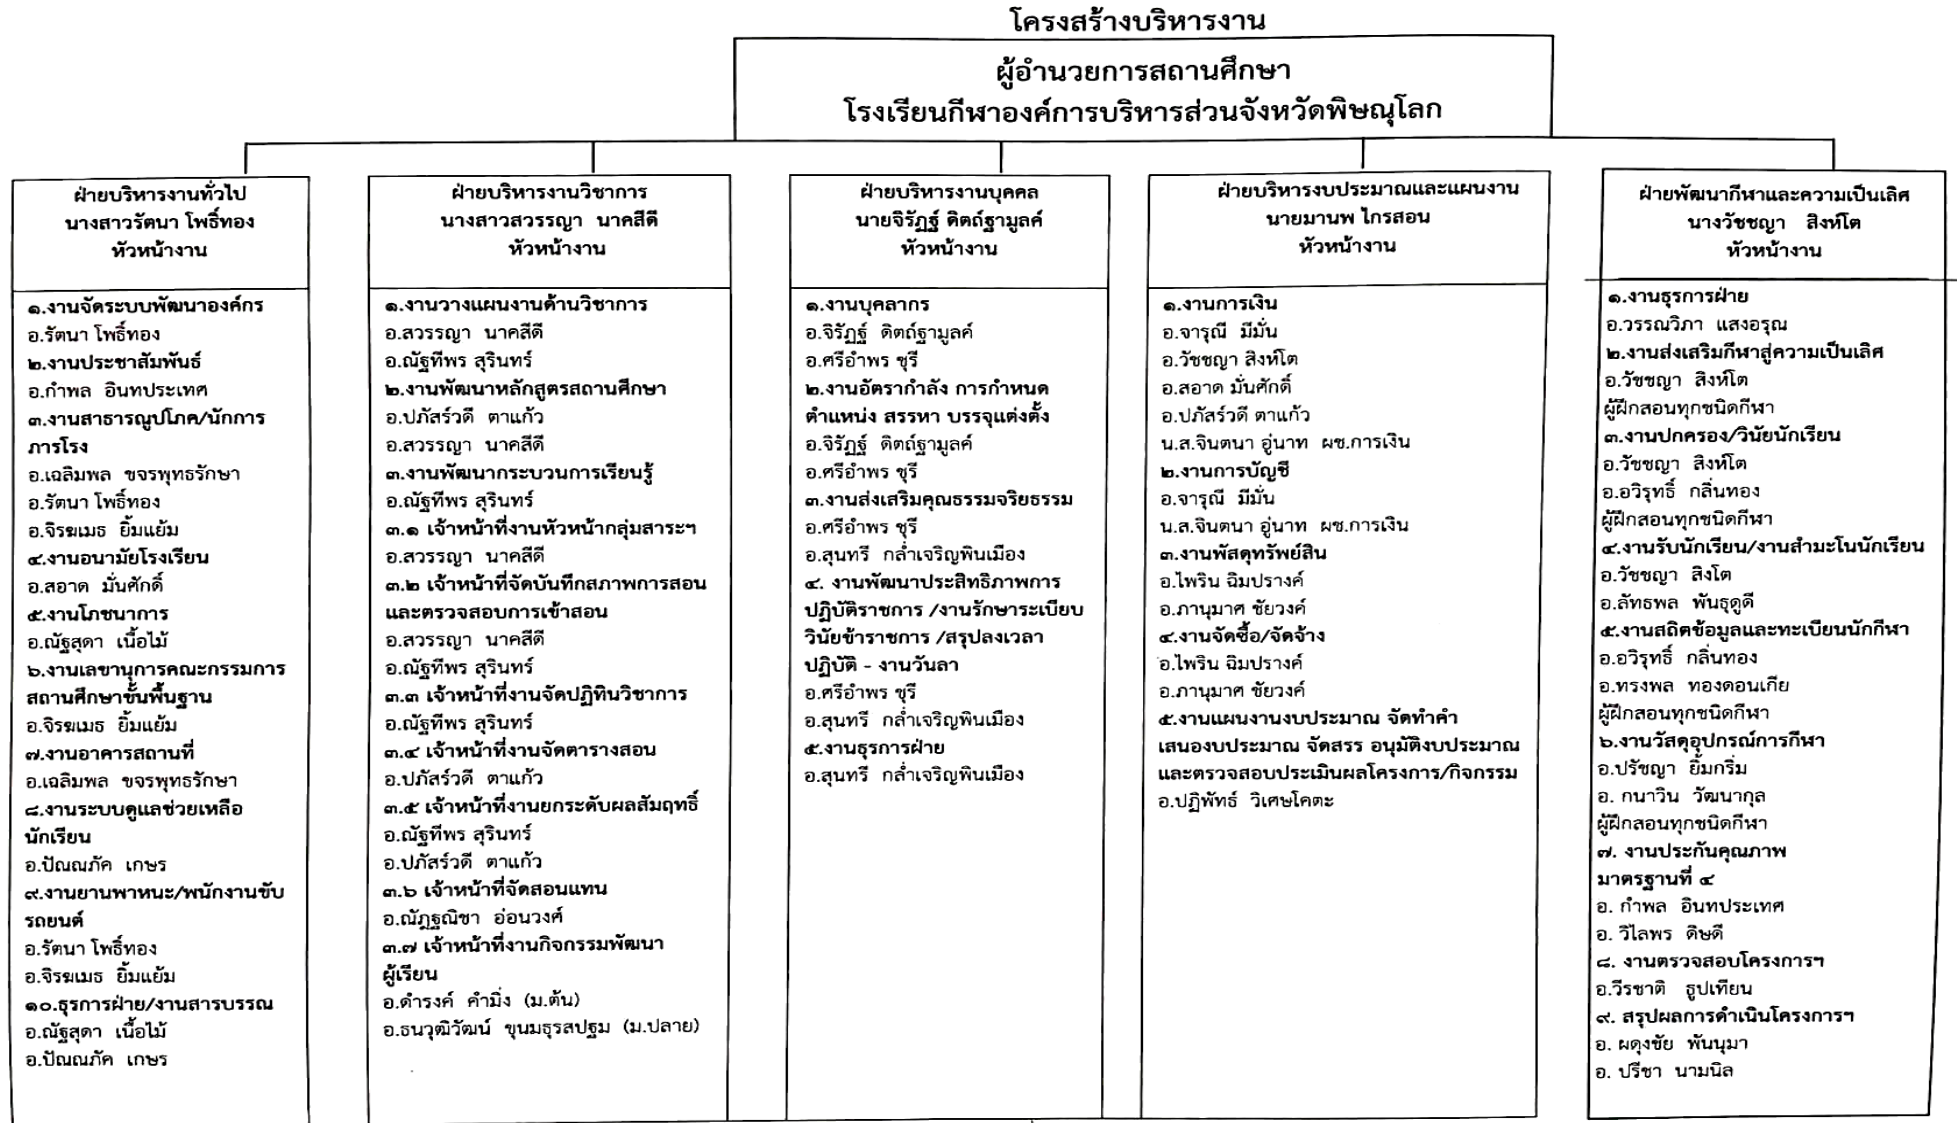 โครงสร้างบริหารงาน
ผู้อำนวยการสถานศึกษา
โรงเรียนกีฬาองค์การบริหารส่วนจังหวัดพิษณุโลก
ฝ่ายบริหารงานทั่วไป
นางสาวรัตนา โพธิ์ทอง
หัวหน้างาน
๑.งานจัดระบบพัฒนาองค์กร
อ.รัตนา โพธิ์ทอง
๒.งานประชาสัมพันธ์
อ.กำพล อินทประเทศ
๓.งานสาธารณูปโภค/นักการ
ภารโรง
อ.เฉลิมพล ขจรพุทธรักษา
อ.รัตนา โพธิ์ทอง
อ.จิรฆเมธ ยิ้มแย้ม
๔.งานอนามัยโรงเรียน
อ.สอาด มั่นศักดิ์
๕.งานโภชนาการ
อ.ณัฐสุดา เนื้อไม้
๖.งานเลขานุการคณะกรรมการ
สถานศึกษาขั้นพื้นฐาน
อ.จิรฆเมธ ยิ้มแย้ม
๗.งานอาคารสถานที่
อ.เฉลิมพล ขจรพุทธรักษา
๘.งานระบบดูแลช่วยเหลือ
นักเรียน
อ.ปัณณภัค เกษร
๙.งานยานพาหนะ/พนักงานขับ
รถยนต์
อ.รัตนา โพธิ์ทอง
อ.จิรฆเมธ ยิ้มแย้ม
๑๐.ธุรการฝ่าย/งานสารบรรณ
อ.ณัฐสุดา เนื้อไม้
อ.ปัณณภัค เกษร
ฝ่ายบริหารงานวิชาการ
นางสาวสวรรญา นาคสีดี
หัวหน้างาน
๑.งานวางแผนงานด้านวิชาการ
อ.สวรรญา นาคสีดี
อ.ณัฐทีพร สุรินทร์
๒.งานพัฒนาหลักสูตรสถานศึกษา
อ.ปภัสร์วดี ตาแก้ว
อ.สวรรญา นาคสีดี
๓.งานพัฒนากระบวนการเรียนรู้
อ.ณัฐทีพร สุรินทร์
๓.๑ เจ้าหน้าที่งานหัวหน้ากลุ่มสาระฯ
อ.สวรรญา นาคสีดี
๓.๒ เจ้าหน้าที่จัดบันทึกสภาพการสอน
และตรวจสอบการเข้าสอน
อ.สวรรญา นาคสีดี
อ.ณัฐทีพร สุรินทร์
๓.๓ เจ้าหน้าที่งานจัดปฏิทินวิชาการ
อ.ณัฐทีพร สุรินทร์
๓.๔ เจ้าหน้าที่งานจัดตารางสอน
อ.ปภัสร์วดี ตาแก้ว
๓.๕ เจ้าหน้าที่งานยกระดับผลสัมฤทธิ์
อ.ณัฐทีพร สุรินทร์
อ.ปภัสร์วดี ตาแก้ว
๓.๖ เจ้าหน้าที่จัดสอนแทน
อ.ณัฎฐณิชา อ่อนวงศ์
๓.๗ เจ้าหน้าที่งานกิจกรรมพัฒนา
ผู้เรียน
อ.ดำรงค์ คำมิ่ง (ม.ต้น)
อ.ธนวุฒิวัฒน์ ขุนมธุรสปฐม (ม.ปลาย)
ฝ่ายบริหารงานบุคคล
นายจิรัฏฐ์ ดิตถ์ฐามูลค์
หัวหน้างาน
๑.งานบุคลากร
อ.จิรัฏฐ์ ดิตถ์ฐามูลค์
อ.ศรีอำพร ชุรี
๒.งานอัตรากำลัง การกำหนด
ตำแหน่ง สรรหา บรรจุแต่งตั้ง
อ.จิรัฏฐ์ ดิตถ์ฐามูลค์
อ.ศรีอำพร ชุรี
๓.งานส่งเสริมคุณธรรมจริยธรรม
อ.ศรีอำพร ชุรี
อ.สุนทรี กล่ำเจริญพินเมือง
๔. งานพัฒนาประสิทธิภาพการ
ปฏิบัติราชการ /งานรักษาระเบียบ
วินัยข้าราชการ /สรุปลงเวลา
ปฏิบัติ - งานวันลา
อ.ศรีอำพร ชุรี
อ.สุนทรี กล่ำเจริญพินเมือง
๕.งานธุรการฝ่าย
อ.สุนทรี กล่ำเจริญพินเมือง
ฝ่ายบริหารงบประมาณและแผนงาน
นายมานพ ไกรสอน
หัวหน้างาน
๑.งานการเงิน
อ.จารุณี มีมั่น
อ.วัชชญา สิงห์โต
อ.สอาด มั่นศักดิ์
อ.ปภัสร์วดี ตาแก้ว
น.ส.จินตนา อู่นาท ผช.การเงิน
๒.งานการบัญชี
อ.จารุณี มีมั่น
น.ส.จินตนา อู่นาท ผช.การเงิน
๓.งานพัสดุทรัพย์สิน
อ.ไพริน ฉิมปรางค์
อ.ภานุมาศ ชัยวงค์
๔.งานจัดซื้อ/จัดจ้าง
อ.ไพริน ฉิมปรางค์
อ.ภานุมาศ ชัยวงค์
๕.งานแผนงานงบประมาณ จัดทำคำ
เสนองบประมาณ จัดสรร อนุมัติงบประมาณ
และตรวจสอบประเมินผลโครงการ/กิจกรรม
อ.ปฏิพัทธ์ วิเศษโคตะ
ฝ่ายพัฒนากีฬาและความเป็นเลิศ
นางวัชชญา สิงห์โต
หัวหน้างาน
๑.งานธุรการฝ่าย
อ.วรรณวิภา แสงอรุณ
๒.งานส่งเสริมกีฬาสู่ความเป็นเลิศ
อ.วัชชญา สิงห์โต
ผู้ฝึกสอนทุกชนิดกีฬา
๓.งานปกครอง/วินัยนักเรียน
อ.วัชชญา สิงห์โต
อ.อวิรุทธิ์ กลิ่นทอง
ผู้ฝึกสอนทุกชนิดกีฬา
๔.งานรับนักเรียน/งานสำมะโนนักเรียน
อ.วัชชญา สิงโต
อ.ลัทธพล พันธุดูดี
๕.งานสถิตข้อมูลและทะเบียนนักกีฬา
อ.อวิรุทธิ์ กลิ่นทอง
อ.ทรงพล ทองดอนเกีย
ผู้ฝึกสอนทุกชนิดกีฬา
๖.งานวัสดุอุปกรณ์การกีฬา
อ.ปรัชญา ยิ้มกริ่ม
อ. กนาวิน วัฒนากุล
ผู้ฝึกสอนทุกชนิดกีฬา
๗. งานประกันคุณภาพ
มาตรฐานที่ ๔
อ. กำพล อินทประเทศ
อ. วิไลพร ดิษดี
๘. งานตรวจสอบโครงการฯ
อ.วีรชาติ ธูปเทียน
๙. สรุปผลการดำเนินโครงการฯ
อ. ผดุงชัย พันนุมา
อ. ปรีชา นามนิล